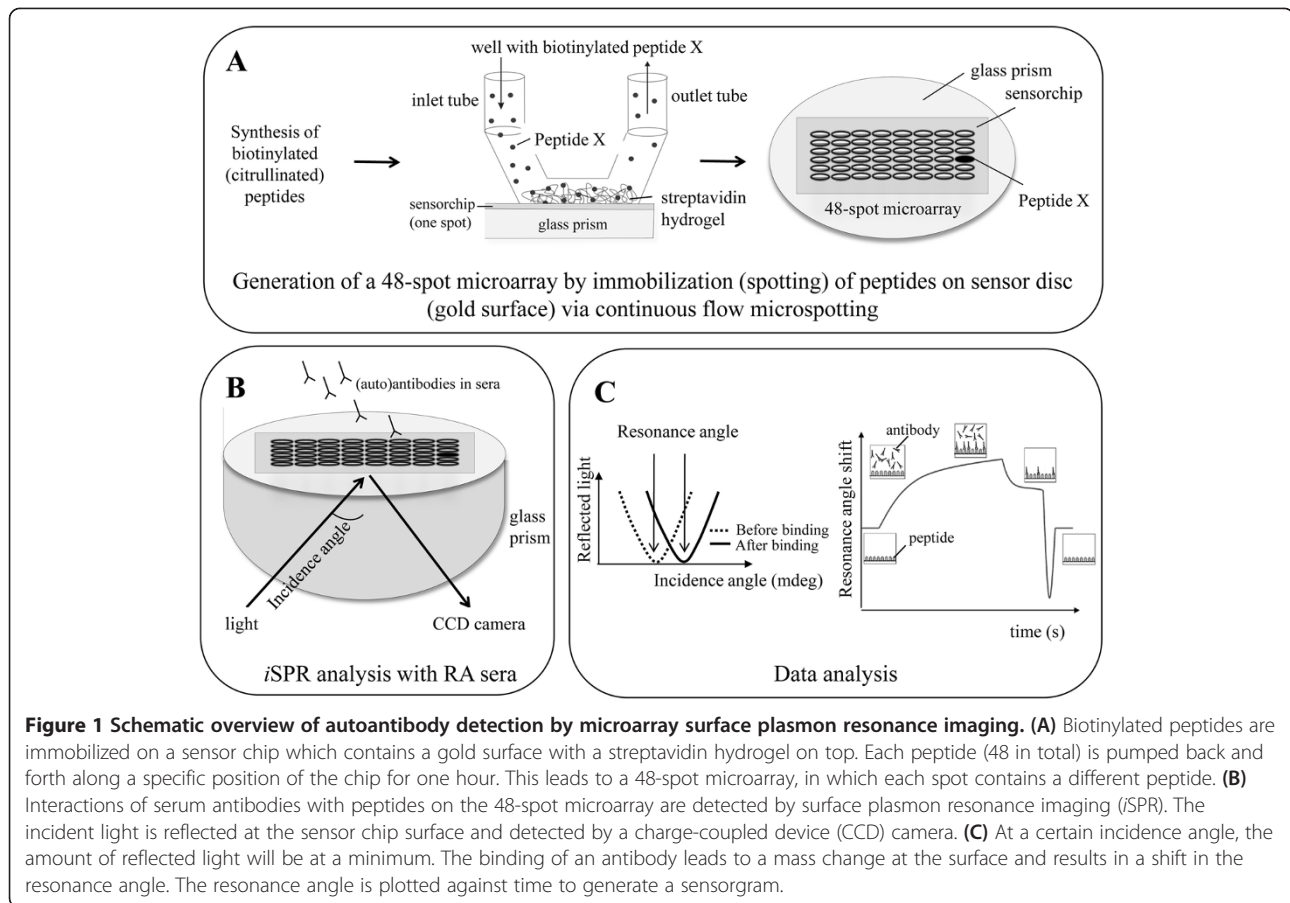 A
well with biotinylated peptide X
inlet tube
outlet tube
Peptide X
Synthesis of
biotinylated
(citrullinated)
peptides
sensorchip
(one spot)
glass prism
streptavidin
hydrogel
glass prism
sensorchip
48-spot microarray
Peptide X
Generation of a 48-spot microarray by immobilization (spotting) of peptides on sensor disc
(gold surface) via continuous flow microspotting
B
(auto)antibodies in sera
Incidence angle
glass
prism
light
CCD camera
iSPR analysis with RA sera
C
Resonance angle
Reflected light
Before binding
After binding
Incidence angle (mdeg)
antibody
Resonance angle shift
peptide
time (s)
Data analysis
Figure 1 Schematic overview of autoantibody detection by microarray surface plasmon resonance imaging. (A) Biotinylated peptides are
immobilized on a sensor chip which contains a gold surface with a streptavidin hydrogel on top. Each peptide (48 in total) is pumped back and
forth along a specific position of the chip for one hour. This leads to a 48-spot microarray, in which each spot contains a different peptide. (B)
Interactions of serum antibodies with peptides on the 48-spot microarray are detected by surface plasmon resonance imaging (iSPR). The
incident light is reflected at the sensor chip surface and detected by a charge-coupled device (CCD) camera. (C) At a certain incidence angle, the
amount of reflected light will be at a minimum. The binding of an antibody leads to a mass change at the surface and results in a shift in the
resonance angle. The resonance angle is plotted against time to generate a sensorgram.